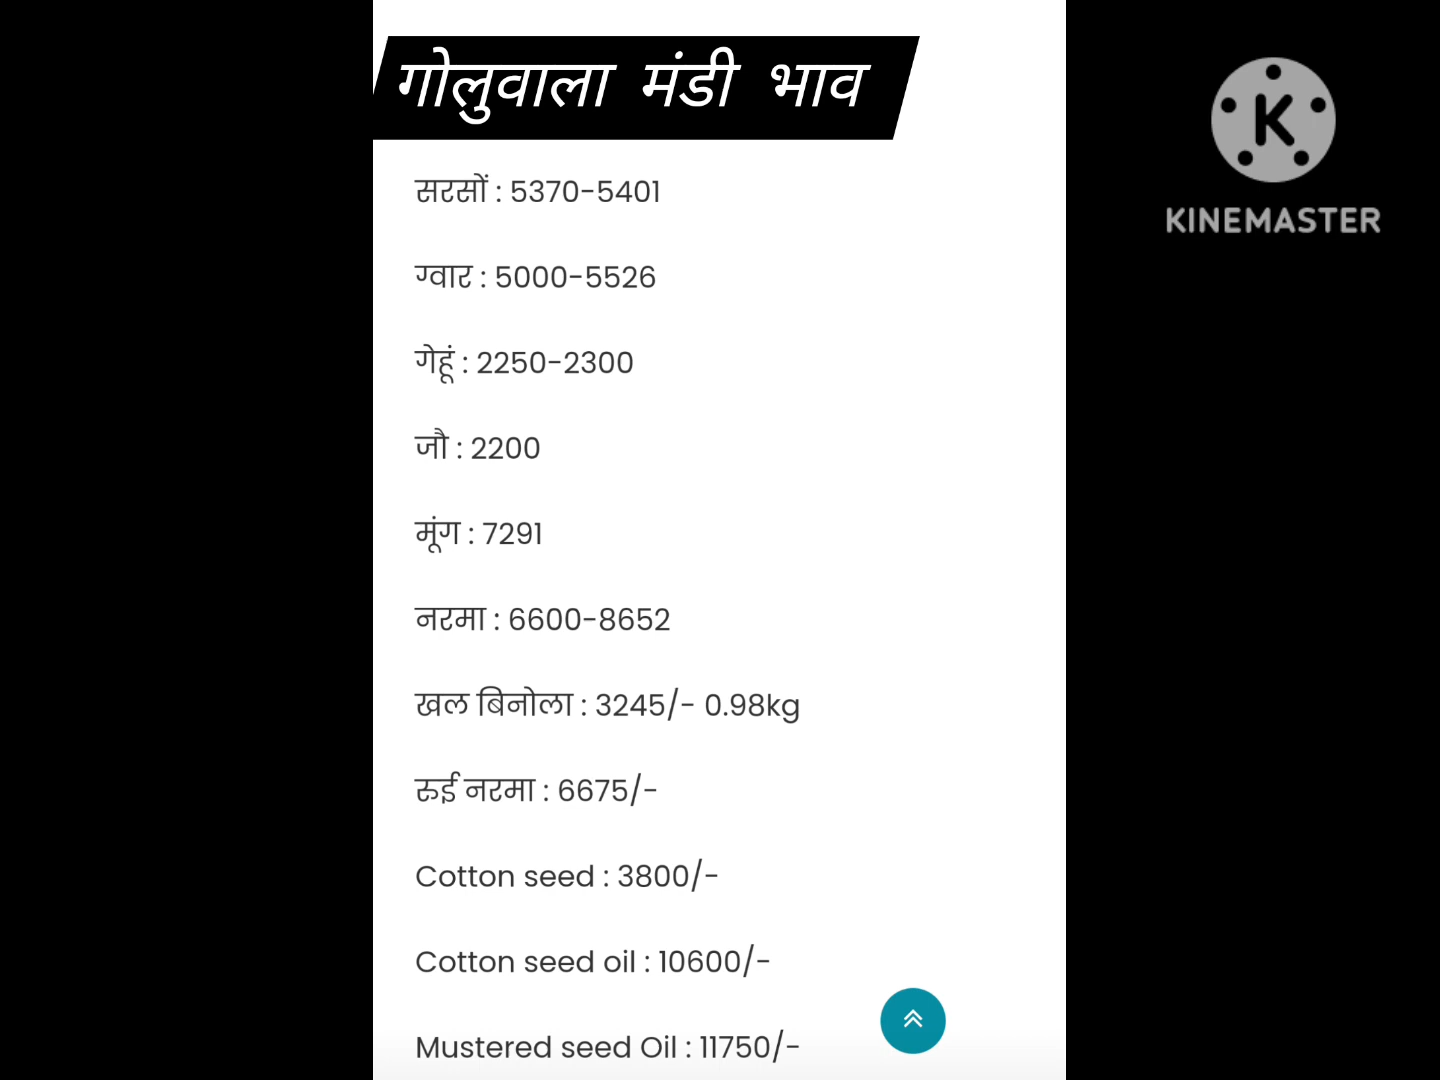 गोलुवाला मंडी भाव
KINEMASTER
सरसों : 5370-5401
ग्वार : 5000-5526
गेहूं : 2250-2300
जौ : 2200
मूंग : 7291
नरमा : 6600-8652
खल बिनोला : 3245/- 0.98kg
रुई नरमा : 6675/-
Cotton seed : 3800/-
Cotton seed oil : 10600/-
Mustered seed Oil : 11750/-